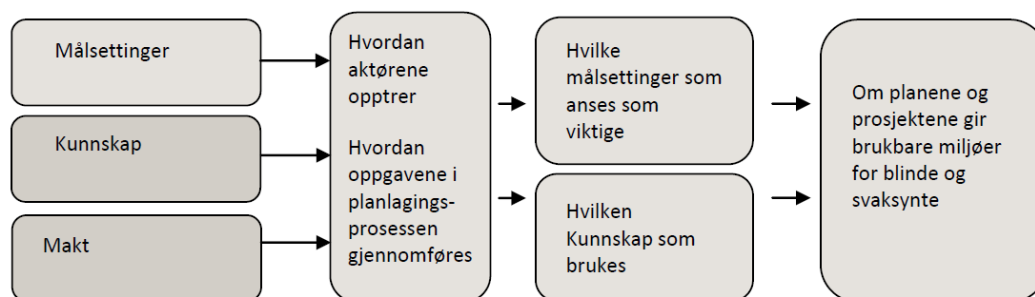 Målsettinger
Kunnskap
Makt
Hvordan
aktørene
opptrer
Hvordan
oppgavene i
planlagings-
prosessen
gjennomføres
Hvilke
målsettinger som
anses som
viktige
Hvilken
Kunnskap som
brukes
Om planene og
prosjektene gir
brukbare miljøer
for blinde og
svaksynte